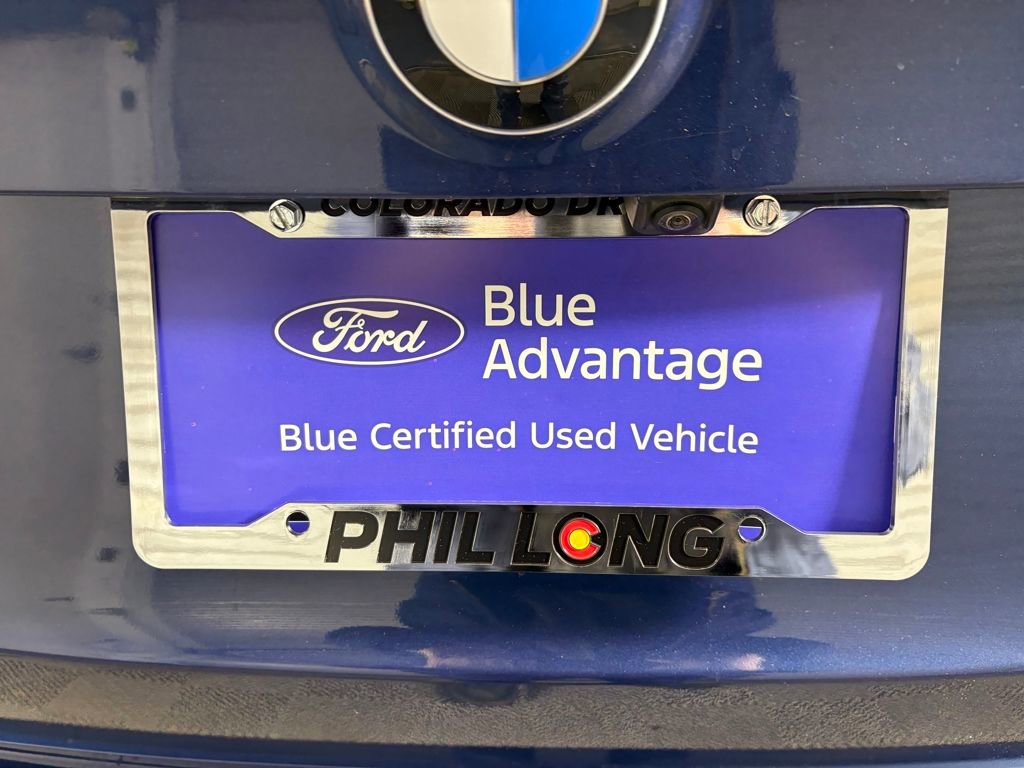 COLORADO DR
Ford
Blue
Advantage
Blue Certified Used Vehicle
PHIL LONG